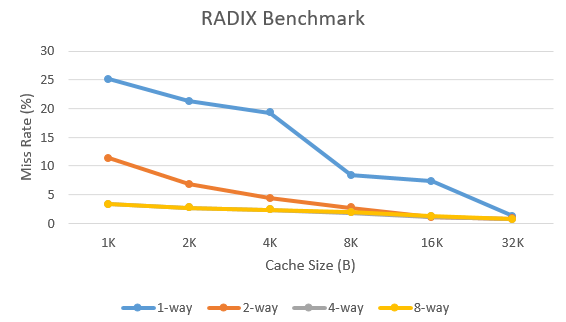 RADIX Benchmark
30
25
20
15
10
5
0
Miss Rate (%)
1K 2K 4K 8K 16K 32K
Cache Size (B)
1-way 2-way 4-way 8-way